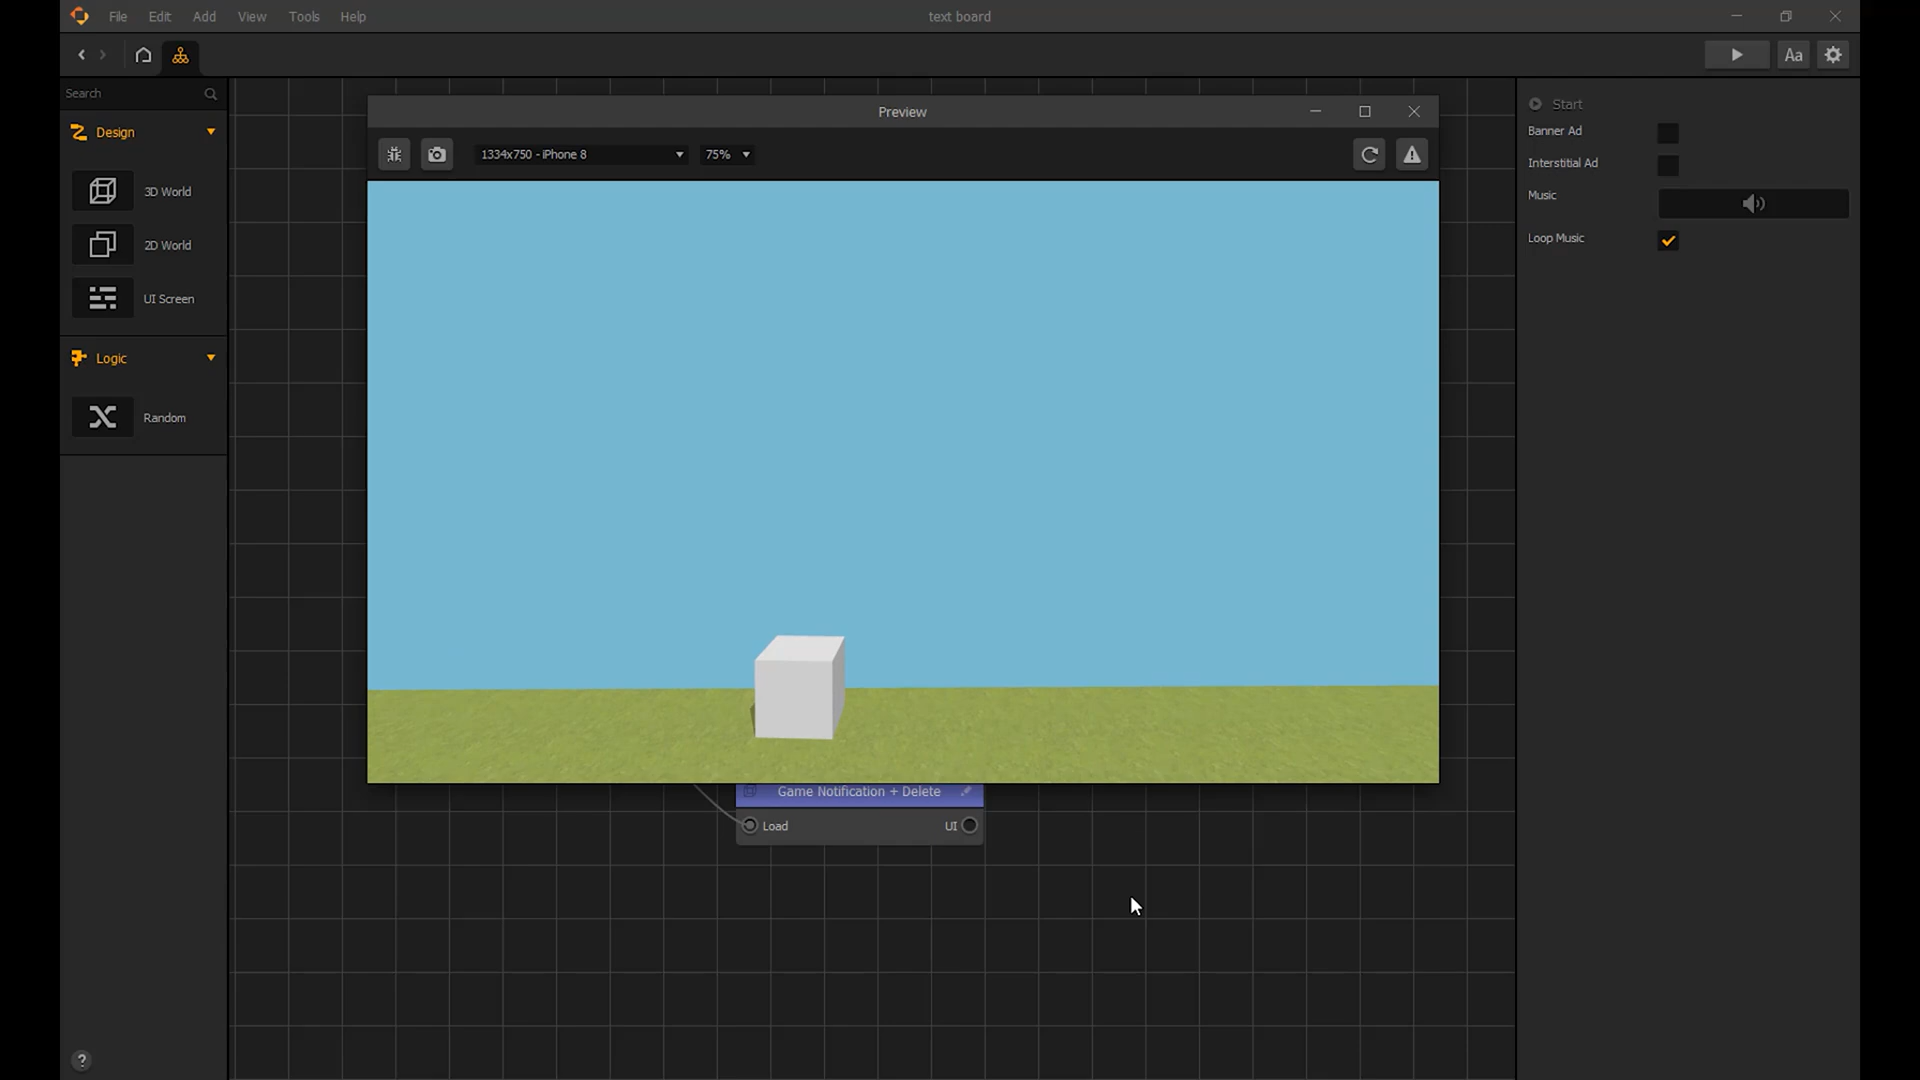 File Edit View Add Tools Help
text board
Aa
Search
Design
3D World
2D World
UI Screen
Logic
Random
Preview
1334x750 - iPhone 8
75%
Game Notification + Delete
Load
UI
Start
Banner Ad
Interstitial Ad
Music
Loop Music
?